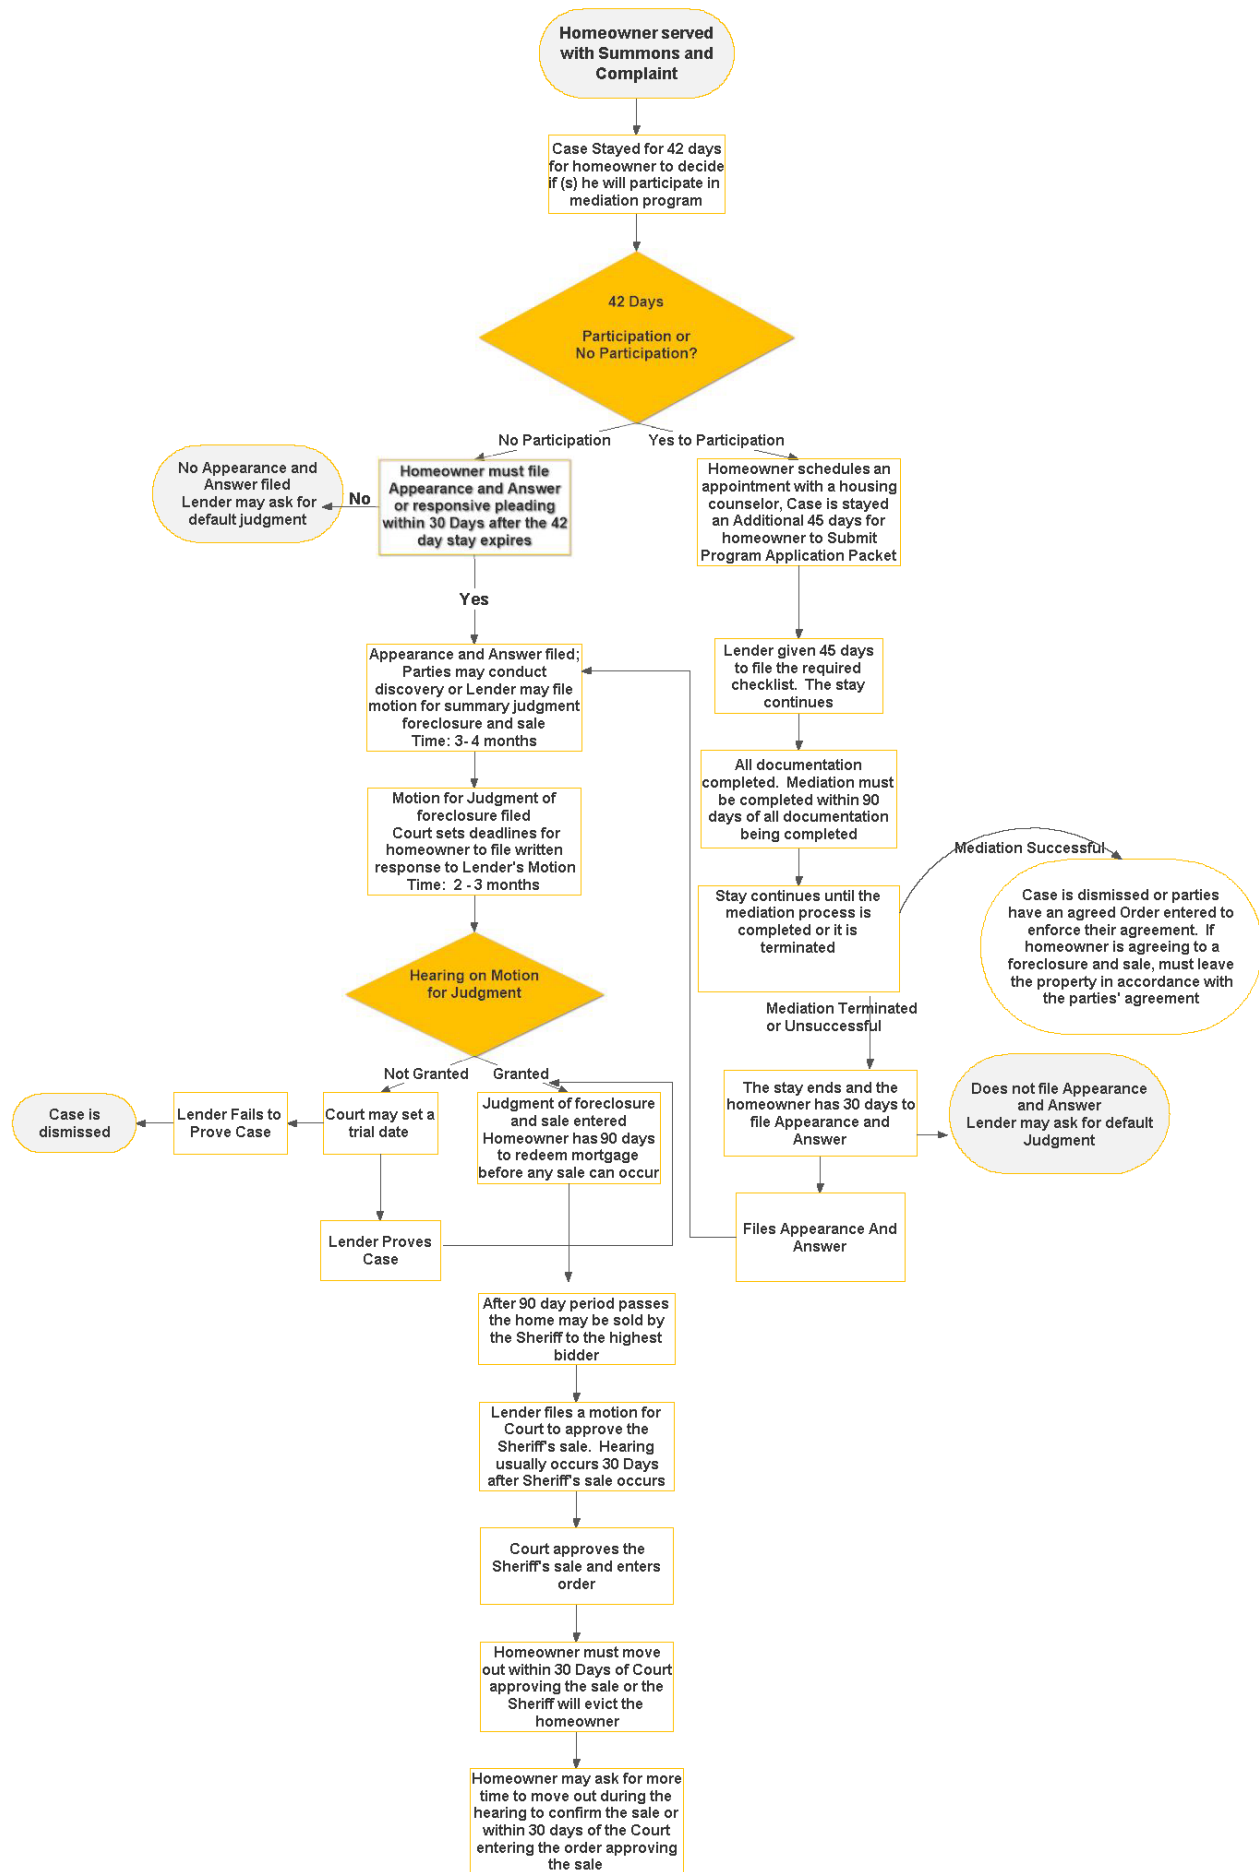 Homeowner served
with Summons and
Complaint
Case Stayed for 42 days
for homeowner to decide
if (s) he will participate in
mediation program
42 Days
Participation or
No Participation?
No Participation
Yes to Participation
No Appearance and
Answer filed
Lender may ask for
default judgment
No
Homeowner must file
Appearance and Answer
or responsive pleading
within 30 Days after the 42
day stay expires
Homeowner schedules an
appointment with a housing
counselor, Case is stayed
an Additional 45 days for
homeowner to Submit
Program Application Packet
Yes
Appearance and Answer filed;
Parties may conduct
discovery or Lender may file
motion for summary judgment
foreclosure and sale
Time: 3- 4 months
Lender given 45 days
to file the required
checklist. The stay
continues
Motion for Judgment of
foreclosure filed
Court sets deadlines for
homeowner to file written
response to Lender's Motion
Time: 2 - 3 months
All documentation
completed. Mediation must
be completed within 90
days of all documentation
being completed
Mediation Successful
Stay continues until the
mediation process is
completed or it is
terminated
Case is dismissed or parties
have an agreed Order entered to
enforce their agreement. If
homeowner is agreeing to a
foreclosure and sale, must leave
the property in accordance with
the parties' agreement
Hearing on Motion
for Judgment
Mediation Terminated
or Unsuccessful
Not Granted
Granted
Case is
dismissed
Lender Fails to
Prove Case
Court may set a
trial date
Judgment of foreclosure
and sale entered
Homeowner has 90 days
to redeem mortgage
before any sale can occur
The stay ends and the
homeowner has 30 days to
file Appearance and
Answer
Does not file Appearance
and Answer
Lender may ask for default
Judgment
Lender Proves
Case
Files Appearance And
Answer
After 90 day period passes
the home may be sold by
the Sheriff to the highest
bidder
Lender files a motion for
Court to approve the
Sheriff's sale. Hearing
usually occurs 30 Days
after Sheriff's sale occurs
Court approves the
Sheriff's sale and enters
order
Homeowner must move
out within 30 Days of Court
approving the sale or the
Sheriff will evict the
homeowner
Homeowner may ask for more
time to move out during the
hearing to confirm the sale or
within 30 days of the Court
entering the order approving
the sale